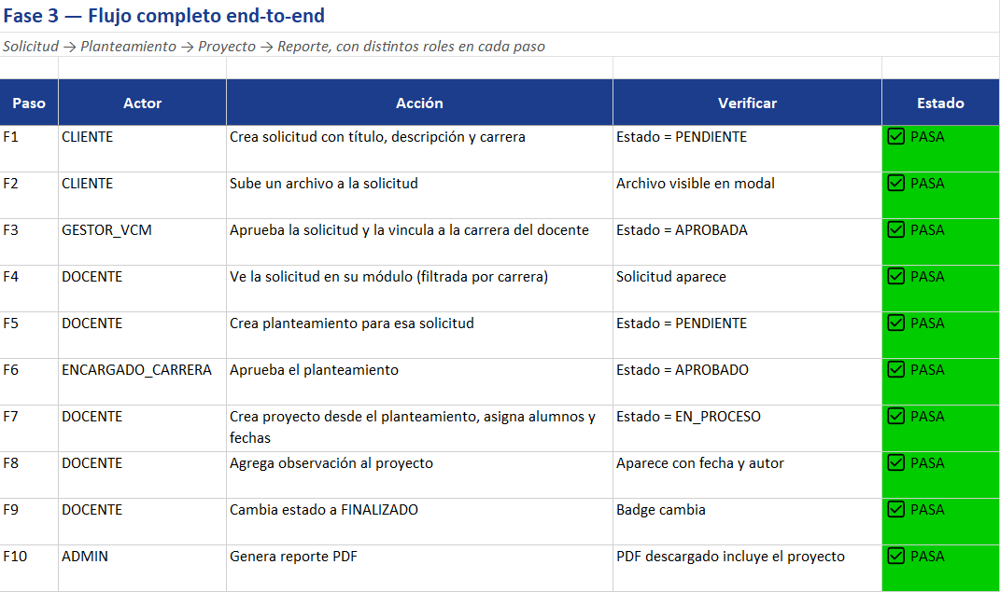 Fase 3 — Flujo completo end-to-end
Solicitud → Planteamiento → Proyecto → Reporte, con distintos roles en cada paso
Paso Actor Acción Verificar Estado
F1 CLIENTE Crea solicitud con título, descripción y carrera Estado = PENDIENTE PASA
F2 CLIENTE Sube un archivo a la solicitud Archivo visible en modal PASA
F3 GESTOR_VCM Aprueba la solicitud y la vincula a la carrera del docente Estado = APROBADA PASA
F4 DOCENTE Ve la solicitud en su módulo (filtrada por carrera) Solicitud aparece PASA
F5 DOCENTE Crea planteamiento para esa solicitud Estado = PENDIENTE PASA
F6 ENCARGADO_CARRERA Aprueba el planteamiento Estado = APROBADO PASA
F7 DOCENTE Crea proyecto desde el planteamiento, asigna alumnos y Estado = EN_PROCESO PASA
fechas
F8 DOCENTE Agrega observación al proyecto Aparece con fecha y autor PASA
F9 DOCENTE Cambia estado a FINALIZADO Badge cambia PASA
F10 ADMIN Genera reporte PDF PDF descargado incluye el proyecto PASA